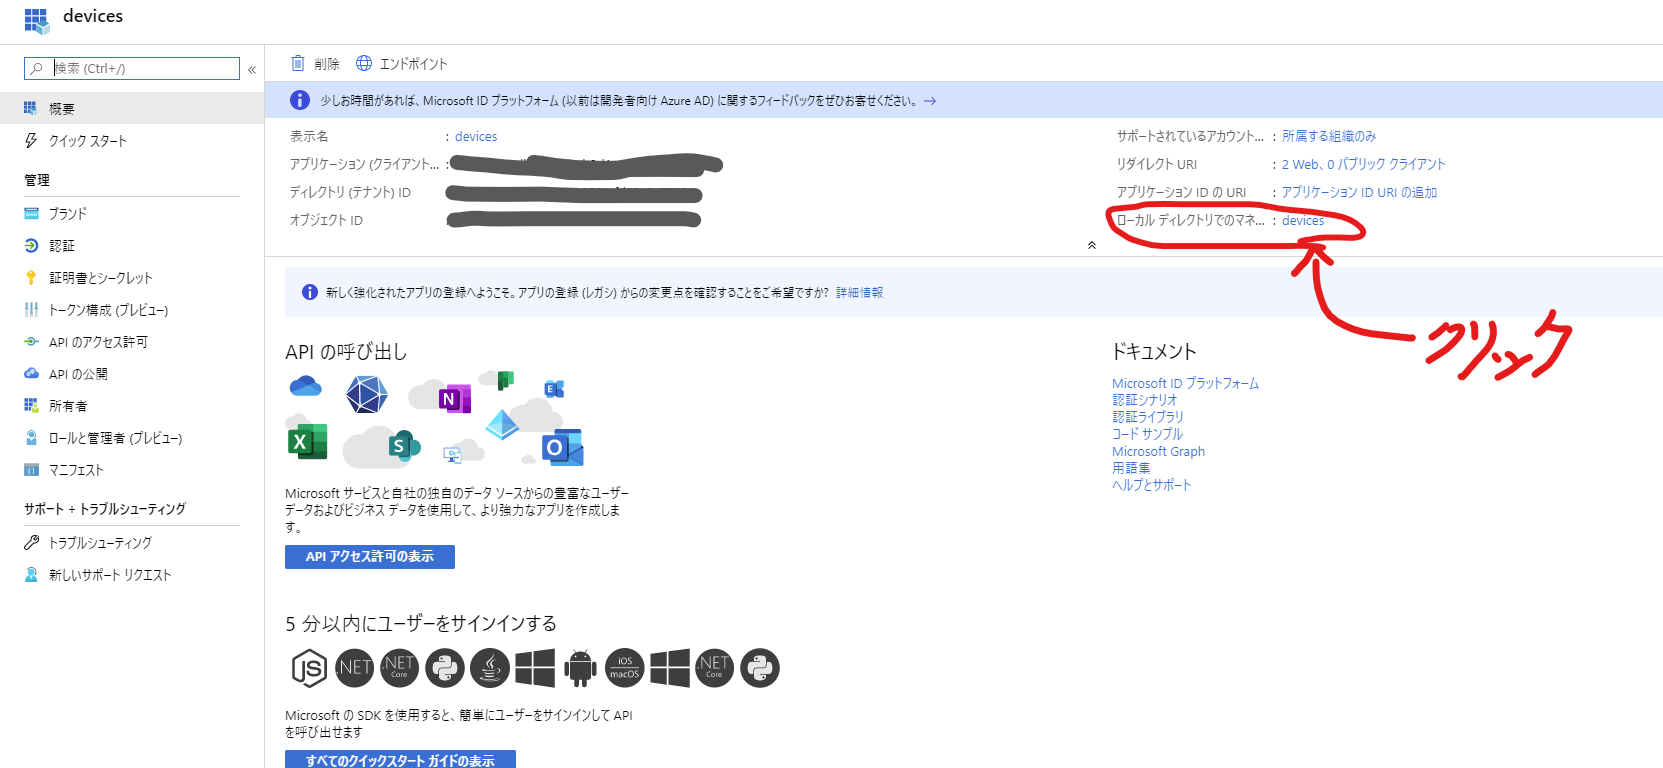 devices
検索 (Ctrl+/)
«
概要
クイック スタート
管理
ブランド
認証
証明書とシークレット
トークン構成 (プレビュー)
API のアクセス許可
API の公開
所有者
ロールと管理者 (プレビュー)
マニフェスト
サポート + トラブルシューティング
トラブルシューティング
新しいサポート リクエスト
削除
エンドポイント
少しお時間があれば、Microsoft ID プラットフォーム (以前は開発者向け Azure AD) に関するフィードバックをぜひお寄せください。 →
表示名 : devices
アプリケーション (クライアント... :
ディレクトリ (テナント) ID
オブジェクト ID
サポートされているアカウント... : 所属する組織のみ
リダイレクト URI : 2 Web、0 パブリック クライアント
アプリケーション ID の URI : アプリケーション ID URI の追加
ローカル ディレクトリでのマネ... : devices
クリック
新しく強化されたアプリの登録へようこそ。アプリの登録 (レガシ) からの変更点を確認することをご希望ですか? 詳細情報
API の呼び出し
N
E
X
S
O
Microsoft サービスと自社の独自のデータ ソースからの豊富なユーザー
データおよびビジネス データを使用して、より強力なアプリを作成しま
す。
API アクセス許可の表示
ドキュメント
Microsoft ID プラットフォーム
認証シナリオ
認証ライブラリ
コード サンプル
Microsoft Graph
用語集
ヘルプとサポート
5 分以内にユーザーをサインインする
JS
.NET
.NET Core
iOS macOS
.NET Core
Microsoft の SDK を使用すると、簡単にユーザーをサインインして API
を呼び出せます
すべてのクイックスタート ガイドの表示